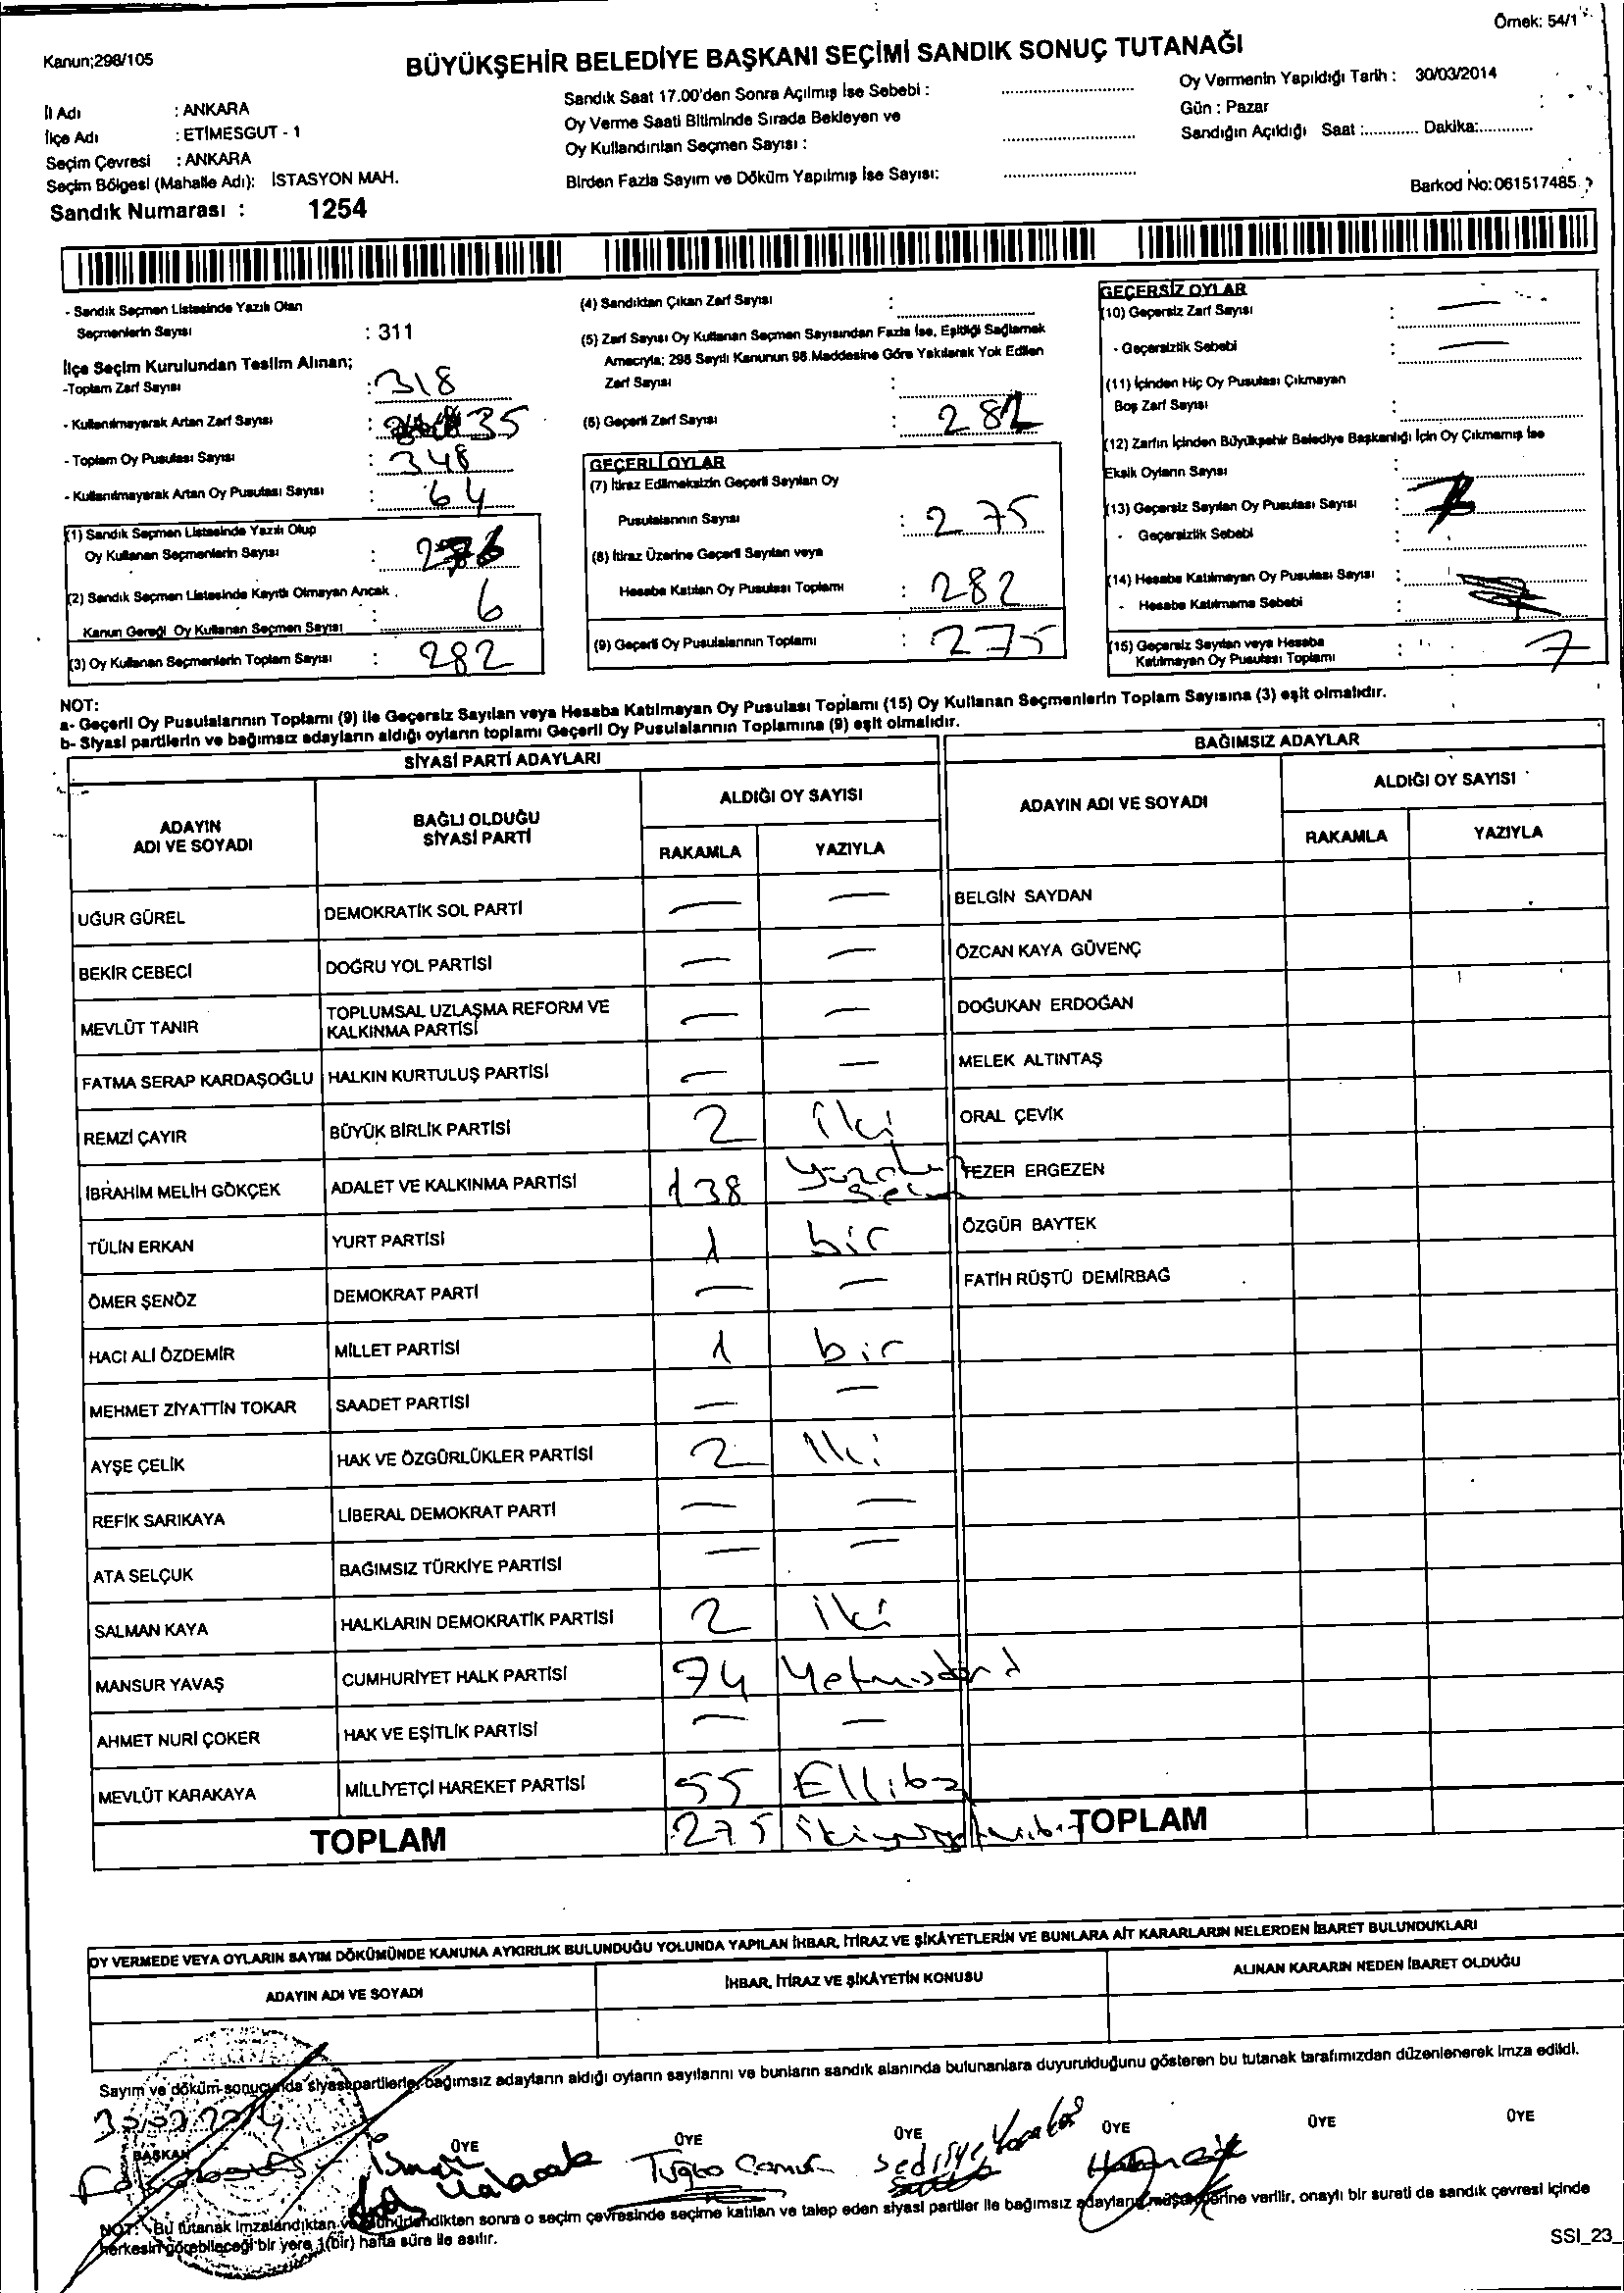 Örnek: 54/1
Kanun;298/105
BÜYÜKŞEHİR BELEDİYE BAŞKANI SEÇİMİ SANDIK SONUÇ TUTANAĞI
İl Adı : ANKARA
İlçe Adı : ETİMESGUT - 1
Seçim Çevresi : ANKARA
Seçim Bölgesi (Mahalle Adı): İSTASYON MAH.
Sandık Numarası : 1254
Sandık Saat 17.00'den Sonra Açılmış İse Sebebi :
Oy Verme Saati Bitiminde Sırada Bekleyen ve
Oy Kullandırılan Seçmen Sayısı :
Birden Fazla Sayım ve Döküm Yapılmış İse Sayısı:
Oy Vermenin Yapıldığı Tarih : 30/03/2014
Gün : Pazar
Sandığın Açıldığı Saat :............ Dakika:............
Barkod No:061517485
- Sandık Seçmen Listesinde Yazılı Olan
Seçmenlerin Sayısı : 311
İlçe Seçim Kurulundan Teslim Alınan;
-Toplam Zarf Sayısı : 318
- Kullanılmayarak Artan Zarf Sayısı : 35
- Toplam Oy Pusulası Sayısı : 348
- Kullanılmayarak Artan Oy Pusulası Sayısı : 64
(1) Sandık Seçmen Listesinde Yazılı Olup
Oy Kullanan Seçmenlerin Sayısı : 276
(2) Sandık Seçmen Listesinde Kayıtlı Olmayan Ancak
Kanun Gereği Oy Kullanan Seçmen Sayısı : 6
(3) Oy Kullanan Seçmenlerin Toplam Sayısı : 282
(4) Sandıktan Çıkan Zarf Sayısı :
(5) Zarf Sayısı Oy Kullanan Seçmen Sayısından Fazla İse, Eşitliği Sağlamak
Amacıyla; 298 Sayılı Kanunun 98.Maddesine Göre Yakılarak Yok Edilen
Zarf Sayısı :
(6) Geçerli Zarf Sayısı : 282
GEÇERLİ OYLAR
(7) İtiraz Edilmeksizin Geçerli Sayılan Oy
Pusulalarının Sayısı : 275
(8) İtiraz Üzerine Geçerli Sayılan veya
Hesaba Katılan Oy Pusulası Toplamı : 282
(9) Geçerli Oy Pusulalarının Toplamı : 275
GEÇERSİZ OYLAR
(10) Geçersiz Zarf Sayısı : —
- Geçersizlik Sebebi : —
(11) İçinden Hiç Oy Pusulası Çıkmayan
Boş Zarf Sayısı :
(12) Zarfın İçinden Büyükşehir Belediye Başkanlığı İçin Oy Çıkmamış İse
Eksik Oyların Sayısı :
(13) Geçersiz Sayılan Oy Pusulası Sayısı :
- Geçersizlik Sebebi :
(14) Hesaba Katılmayan Oy Pusulası Sayısı :
- Hesaba Katılmama Sebebi :
(15) Geçersiz Sayılan veya Hesaba
Katılmayan Oy Pusulası Toplamı : 7
NOT:
a- Geçerli Oy Pusulalarının Toplamı (9) ile Geçersiz Sayılan veya Hesaba Katılmayan Oy Pusulası Toplamı (15) Oy Kullanan Seçmenlerin Toplam Sayısına (3) eşit olmalıdır.
b- Siyasi partilerin ve bağımsız adayların aldığı oyların toplamı Geçerli Oy Pusulalarının Toplamına (9) eşit olmalıdır.
SİYASİ PARTİ ADAYLARI
ADAYIN ADI VE SOYADI BAĞLI OLDUĞU SİYASİ PARTİ ALDIĞI OY SAYISI
RAKAMLA YAZIYLA
UĞUR GÜREL DEMOKRATİK SOL PARTİ — —
BEKİR CEBECİ DOĞRU YOL PARTİSİ — —
MEVLÜT TANIR TOPLUMSAL UZLAŞMA REFORM VE KALKINMA PARTİSİ — —
FATMA SERAP KARDAŞOĞLU HALKIN KURTULUŞ PARTİSİ — —
REMZİ ÇAYIR BÜYÜK BİRLİK PARTİSİ 2 iki
İBRAHİM MELİH GÖKÇEK ADALET VE KALKINMA PARTİSİ 138
TÜLİN ERKAN YURT PARTİSİ 1 bir
ÖMER ŞENÖZ DEMOKRAT PARTİ — —
HACI ALİ ÖZDEMİR MİLLET PARTİSİ 1 bir
MEHMET ZİYATTİN TOKAR SAADET PARTİSİ — —
AYŞE ÇELİK HAK VE ÖZGÜRLÜKLER PARTİSİ 2 İki
REFİK SARIKAYA LİBERAL DEMOKRAT PARTİ — —
ATA SELÇUK BAĞIMSIZ TÜRKİYE PARTİSİ — —
SALMAN KAYA HALKLARIN DEMOKRATİK PARTİSİ 2 iki
MANSUR YAVAŞ CUMHURİYET HALK PARTİSİ 74 Yetmişdört
AHMET NURİ ÇOKER HAK VE EŞİTLİK PARTİSİ — —
MEVLÜT KARAKAYA MİLLİYETÇİ HAREKET PARTİSİ 55 Elli
TOPLAM 275
BAĞIMSIZ ADAYLAR
ADAYIN ADI VE SOYADI ALDIĞI OY SAYISI
RAKAMLA YAZIYLA
BELGİN SAYDAN
ÖZCAN KAYA GÜVENÇ
DOĞUKAN ERDOĞAN
MELEK ALTINTAŞ
ORAL ÇEVİK
TEZER ERGEZEN
ÖZGÜR BAYTEK
FATİH RÜŞTÜ DEMİRBAĞ
TOPLAM
OY VERMEDE VEYA OYLARIN SAYIM DÖKÜMÜNDE KANUNA AYKIRILIK BULUNDUĞU YOLUNDA YAPILAN İHBAR, İTİRAZ VE ŞİKÂYETLERİN VE BUNLARA AİT KARARLARIN NELERDEN İBARET BULUNDUKLARI
ADAYIN ADI VE SOYADI İHBAR, İTİRAZ VE ŞİKÂYETİN KONUSU ALINAN KARARIN NEDEN İBARET OLDUĞU
Sayım ve döküm sonucunda siyasi partilerle, bağımsız adayların aldığı oyların sayılarını ve bunların sandık alanında bulunanlara duyurulduğunu gösteren bu tutanak tarafımızdan düzenlenerek imza edildi.
BAŞKAN ÜYE ÜYE ÜYE ÜYE ÜYE ÜYE
NOT: Bu tutanak imzalandıktan ve mühürlendikten sonra o seçim çevresinde seçime katılan ve talep eden siyasi partiler ile bağımsız adayların müşahitlerine verilir, onaylı bir sureti de sandık çevresi içinde
herkesin görebileceği bir yere 1(bir) hafta süre ile asılır.
SSI_23_